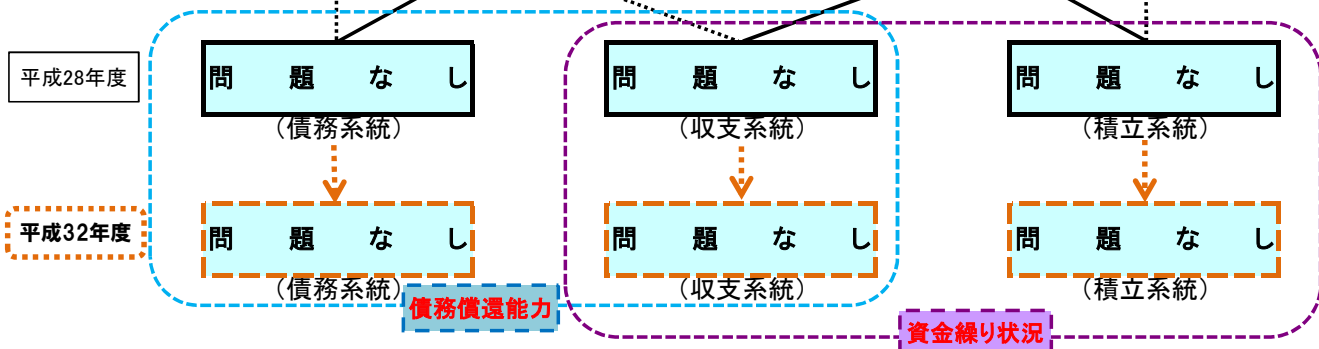 平成28年度
問題なし
(債務系統)
問題なし
(収支系統)
問題なし
(積立系統)
平成32年度
問題なし
(債務系統)
問題なし
(収支系統)
問題なし
(積立系統)
債務償還能力
資金繰り状況